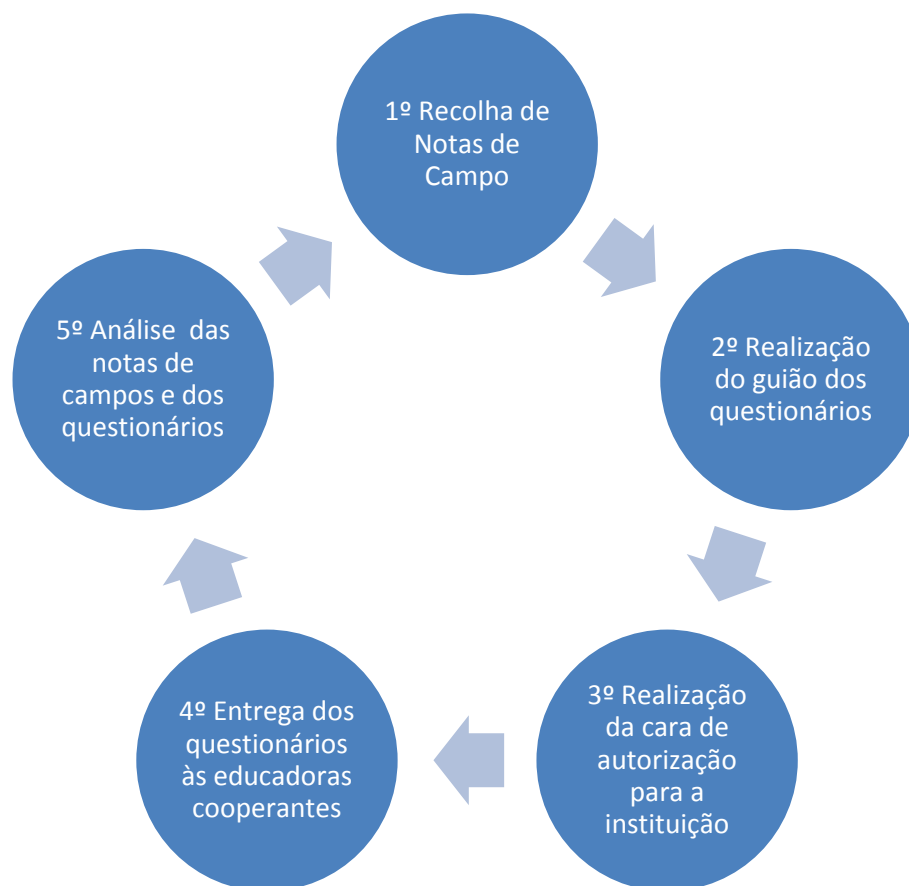 1º Recolha de
Notas de
Campo
2º Realização
do guião dos
questionários
3º Realização
da cara de
autorização
para a
instituição
4º Entrega dos
questionários
às educadoras
cooperantes
5º Análise  das
notas de
campos e dos
questionários